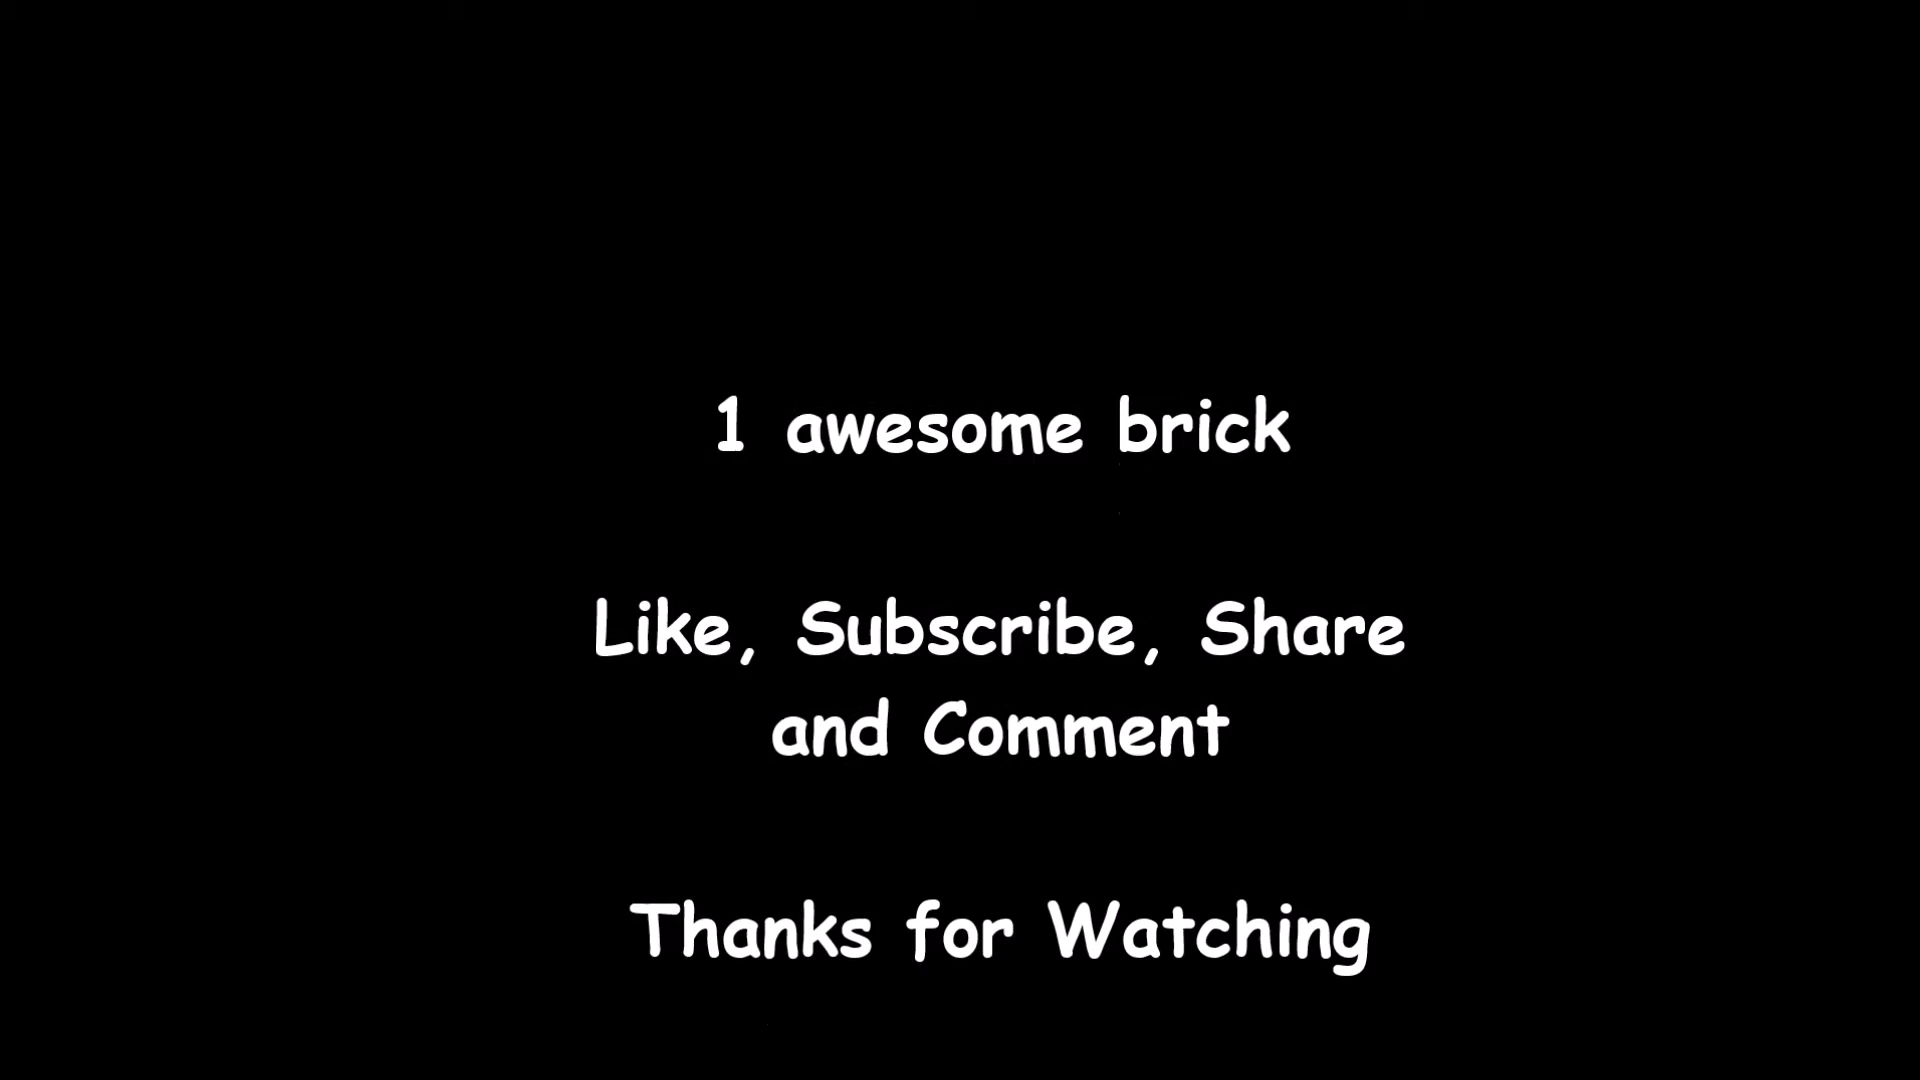 1 awesome brick
Like, Subscribe, Share
and Comment
Thanks for Watching